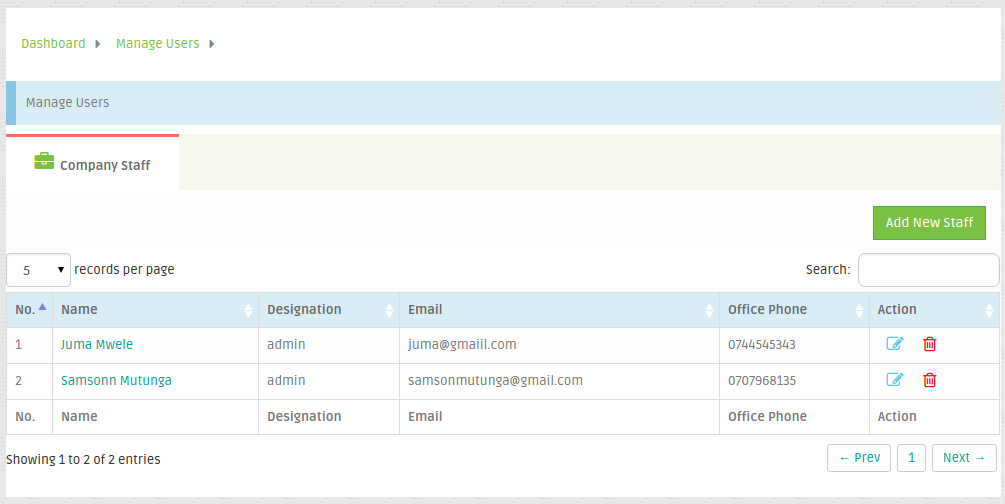 Dashboard Manage Users
Manage Users
Company Staff
Add New Staff
5 records per page Search:
No. Name Designation Email Office Phone Action
1 Juma Mwele admin juma@gmaiil.com 0744545343
2 Samsonn Mutunga admin samsonmutunga@gmail.com 0707968135
No. Name Designation Email Office Phone Action
Showing 1 to 2 of 2 entries
← Prev 1 Next →